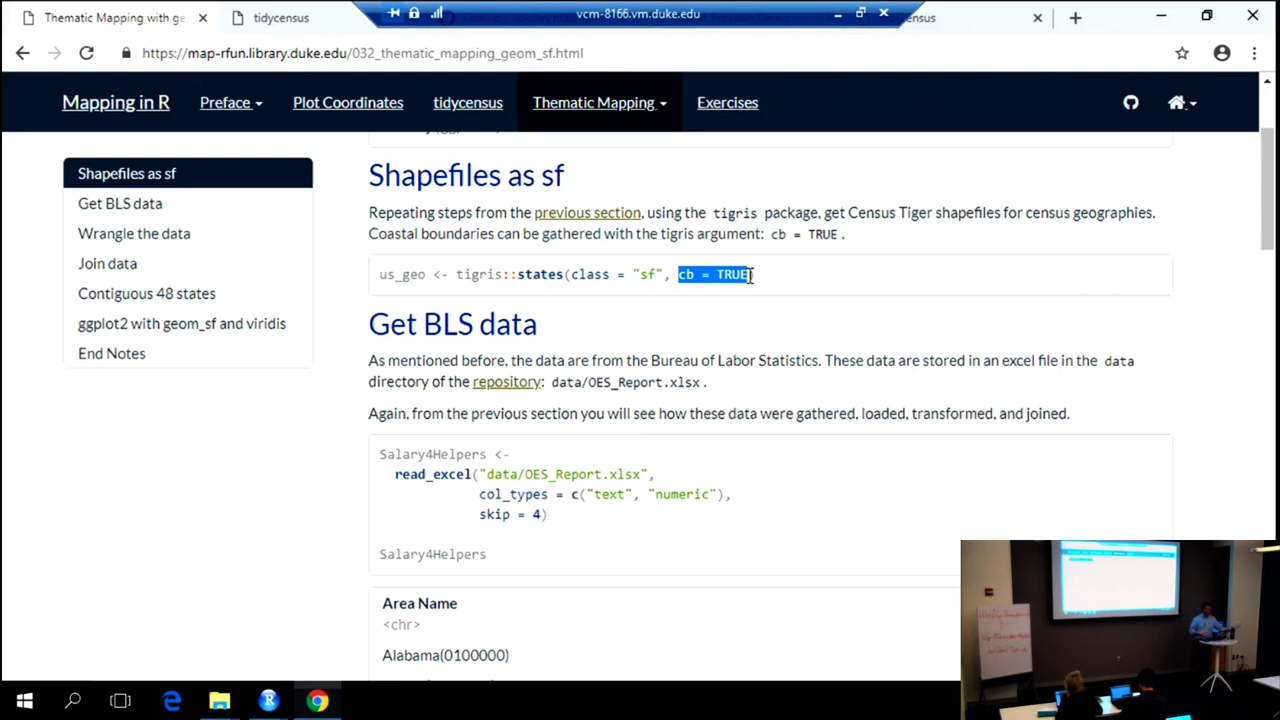 Thematic Mapping with ge
tidycensus
vcm-8166.vm.duke.edu
ensus
https://map-rfun.library.duke.edu/032_thematic_mapping_geom_sf.html
Mapping in R
Preface
Plot Coordinates
tidycensus
Thematic Mapping
Exercises
Shapefiles as sf
Get BLS data
Wrangle the data
Join data
Contiguous 48 states
ggplot2 with geom_sf and viridis
End Notes
Shapefiles as sf
Repeating steps from the previous section, using the tigris package, get Census Tiger shapefiles for census geographies.
Coastal boundaries can be gathered with the tigris argument: cb = TRUE.
us_geo <- tigris::states(class = "sf", cb = TRUE
Get BLS data
As mentioned before, the data are from the Bureau of Labor Statistics. These data are stored in an excel file in the data
directory of the repository: data/OES_Report.xlsx.
Again, from the previous section you will see how these data were gathered, loaded, transformed, and joined.
Salary4Helpers <-
read_excel("data/OES_Report.xlsx",
col_types = c("text", "numeric"),
skip = 4)
Salary4Helpers
Area Name
<chr>
Alabama(0100000)